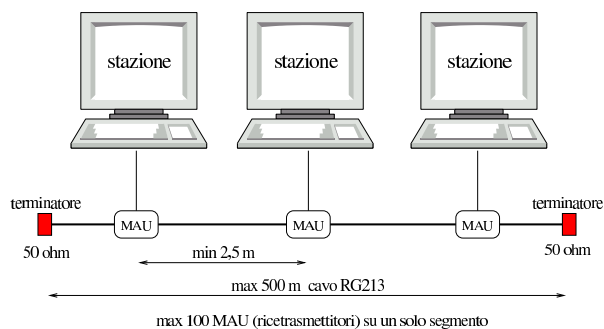 stazione stazione stazione
terminatore terminatore
MAU MAU MAU
50 ohm 50 ohm
min 2,5 m
max 500 m cavo RG213
max 100 MAU (ricetrasmettitori) su un solo segmento